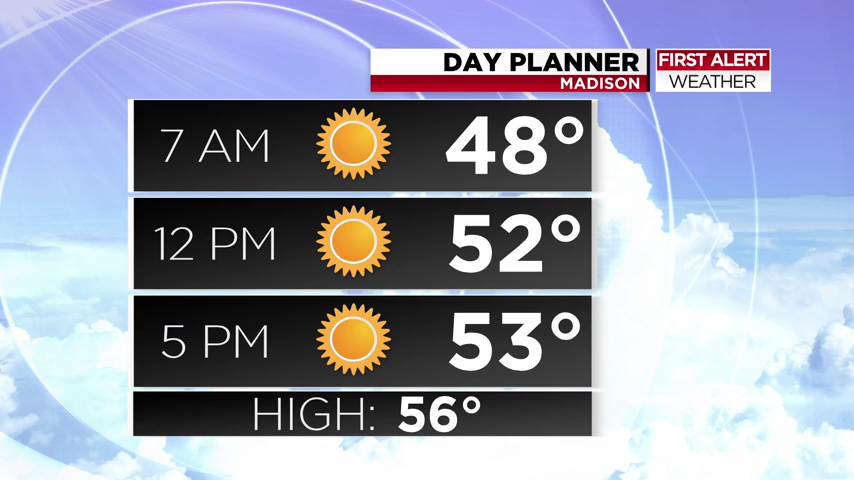 DAY PLANNER
MADISON
FIRST ALERT
WEATHER
7 AM 48°
12 PM 52°
5 PM 53°
HIGH: 56°